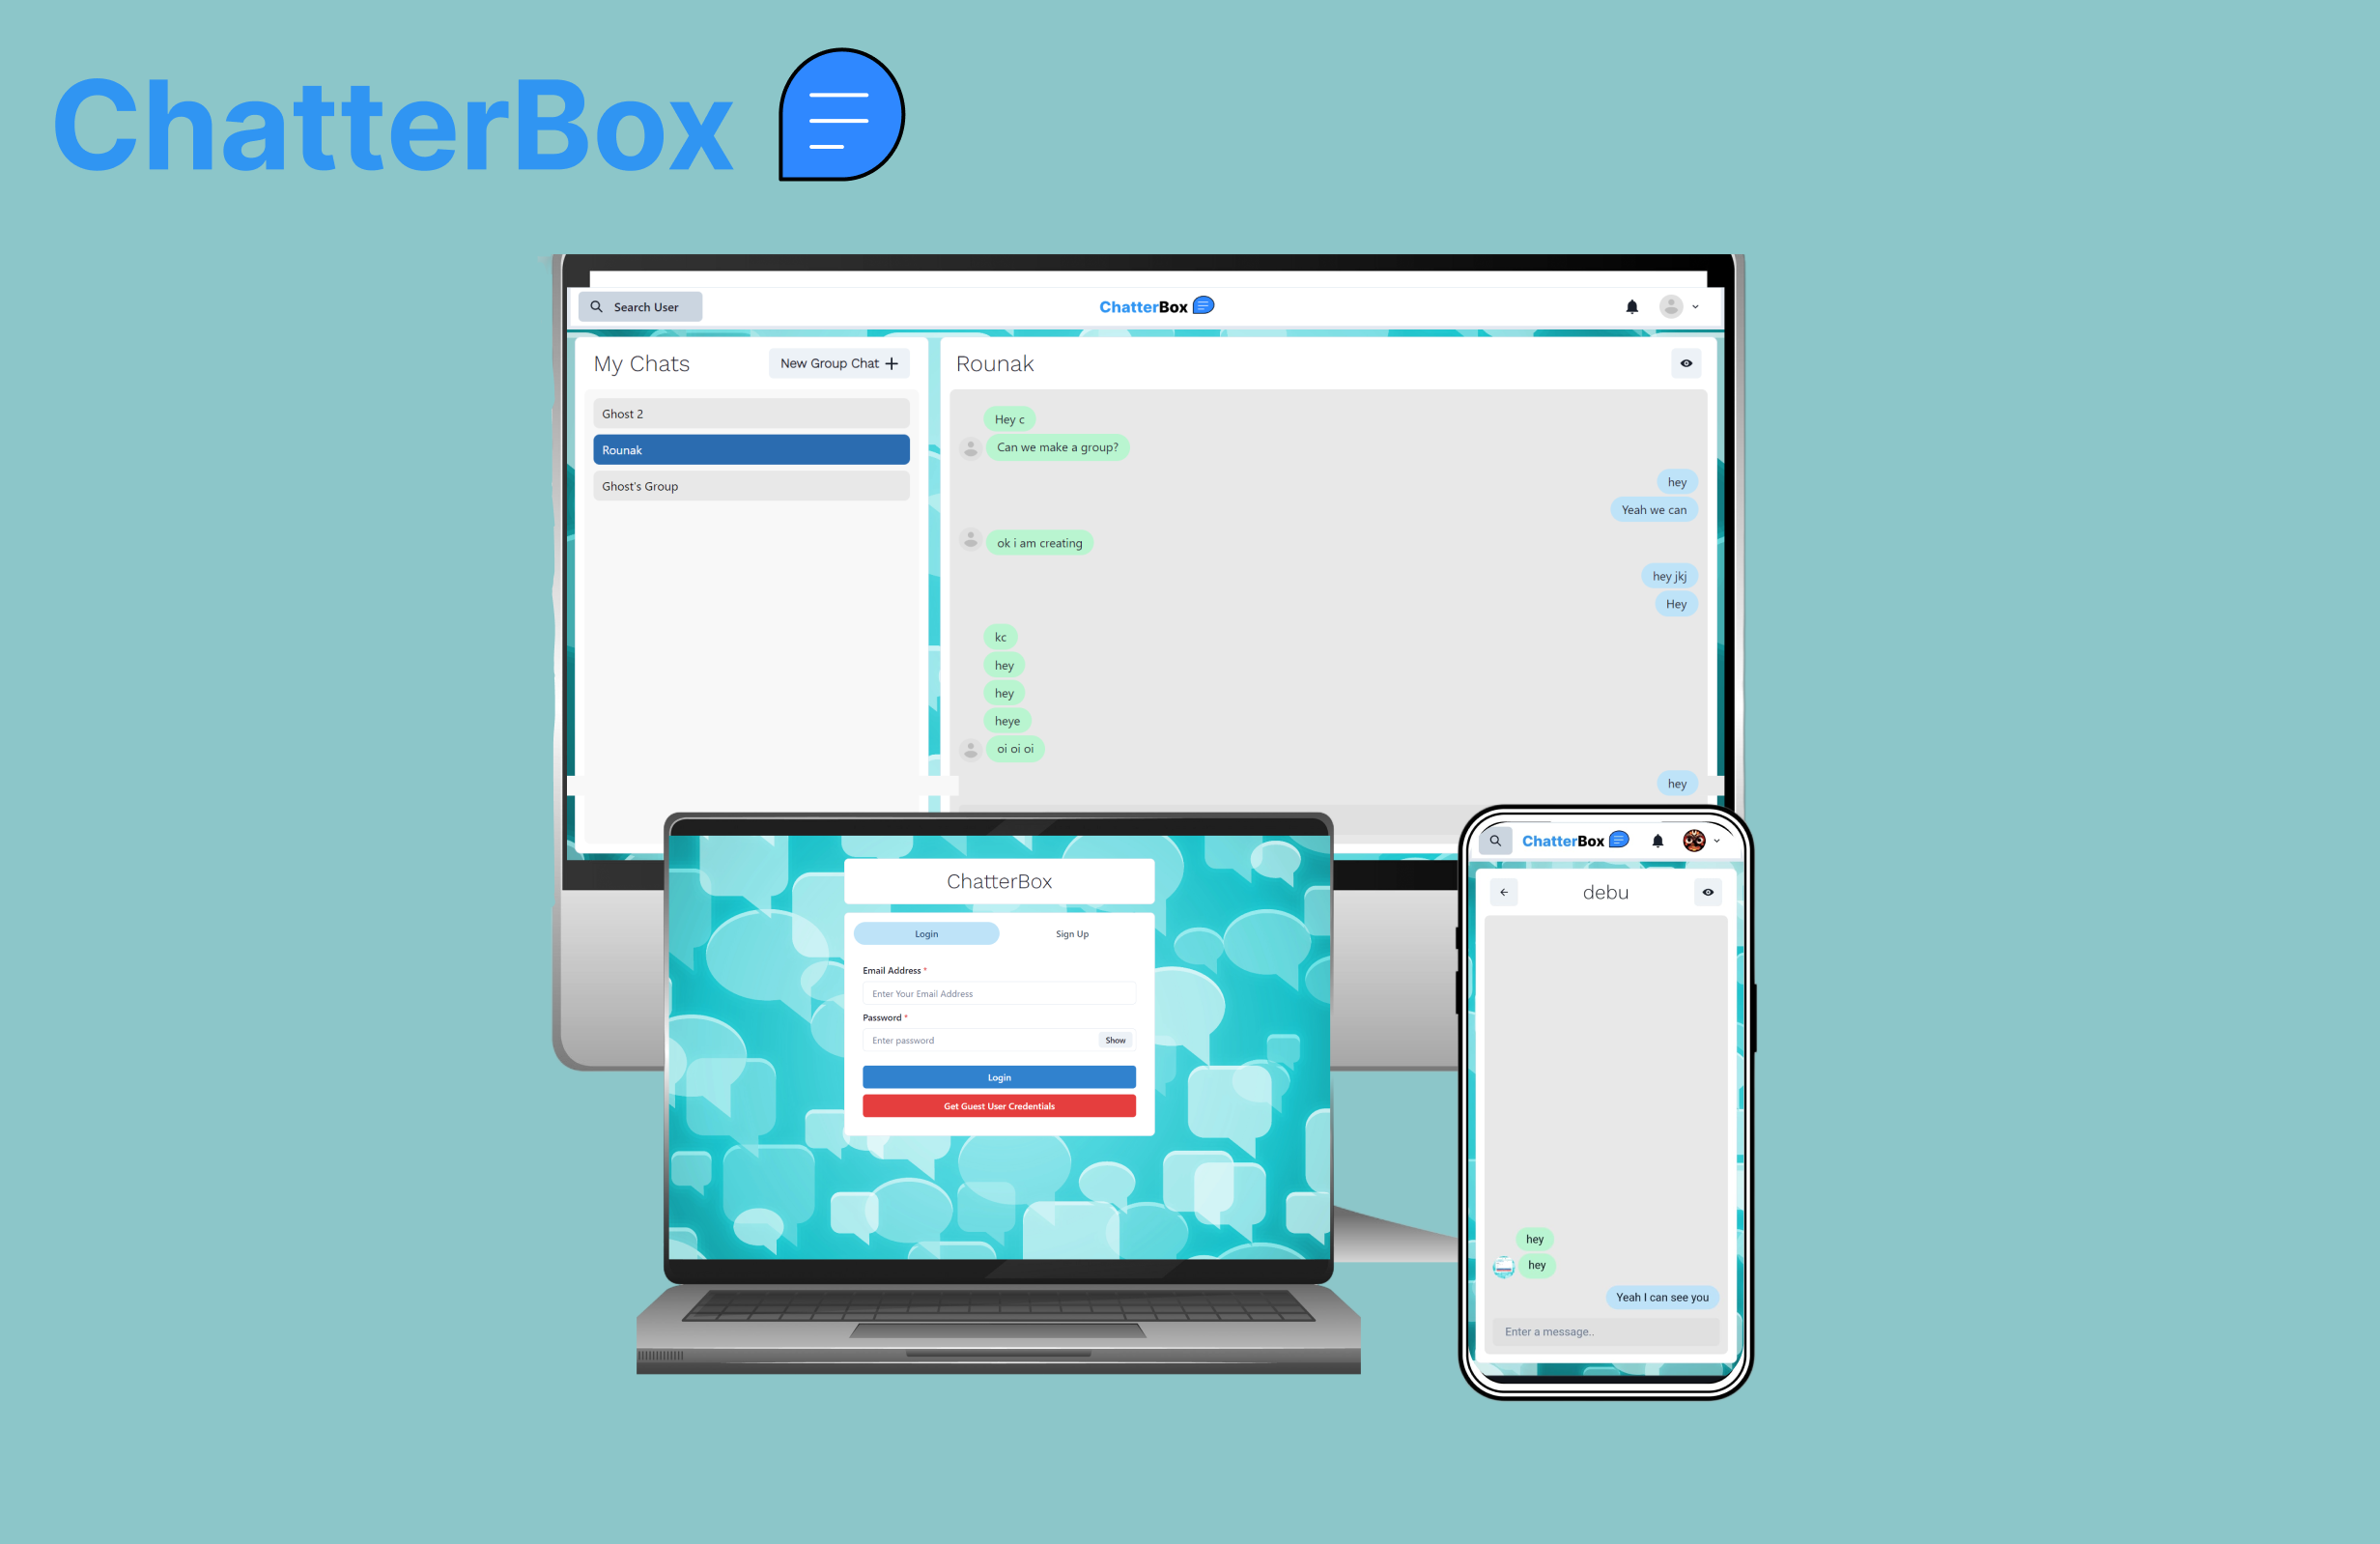 ChatterBox
Search User
ChatterBox
My Chats
New Group Chat +
Rounak
Ghost 2
Rounak
Ghost's Group
Hey c
Can we make a group?
hey
Yeah we can
ok i am creating
hey jkj
Hey
kc
hey
hey
heye
oi oi oi
hey
ChatterBox
Login
Sign Up
Email Address *
Enter Your Email Address
Password *
Enter password
Show
Login
Get Guest User Credentials
ChatterBox
debu
hey
hey
Yeah I can see you
Enter a message..